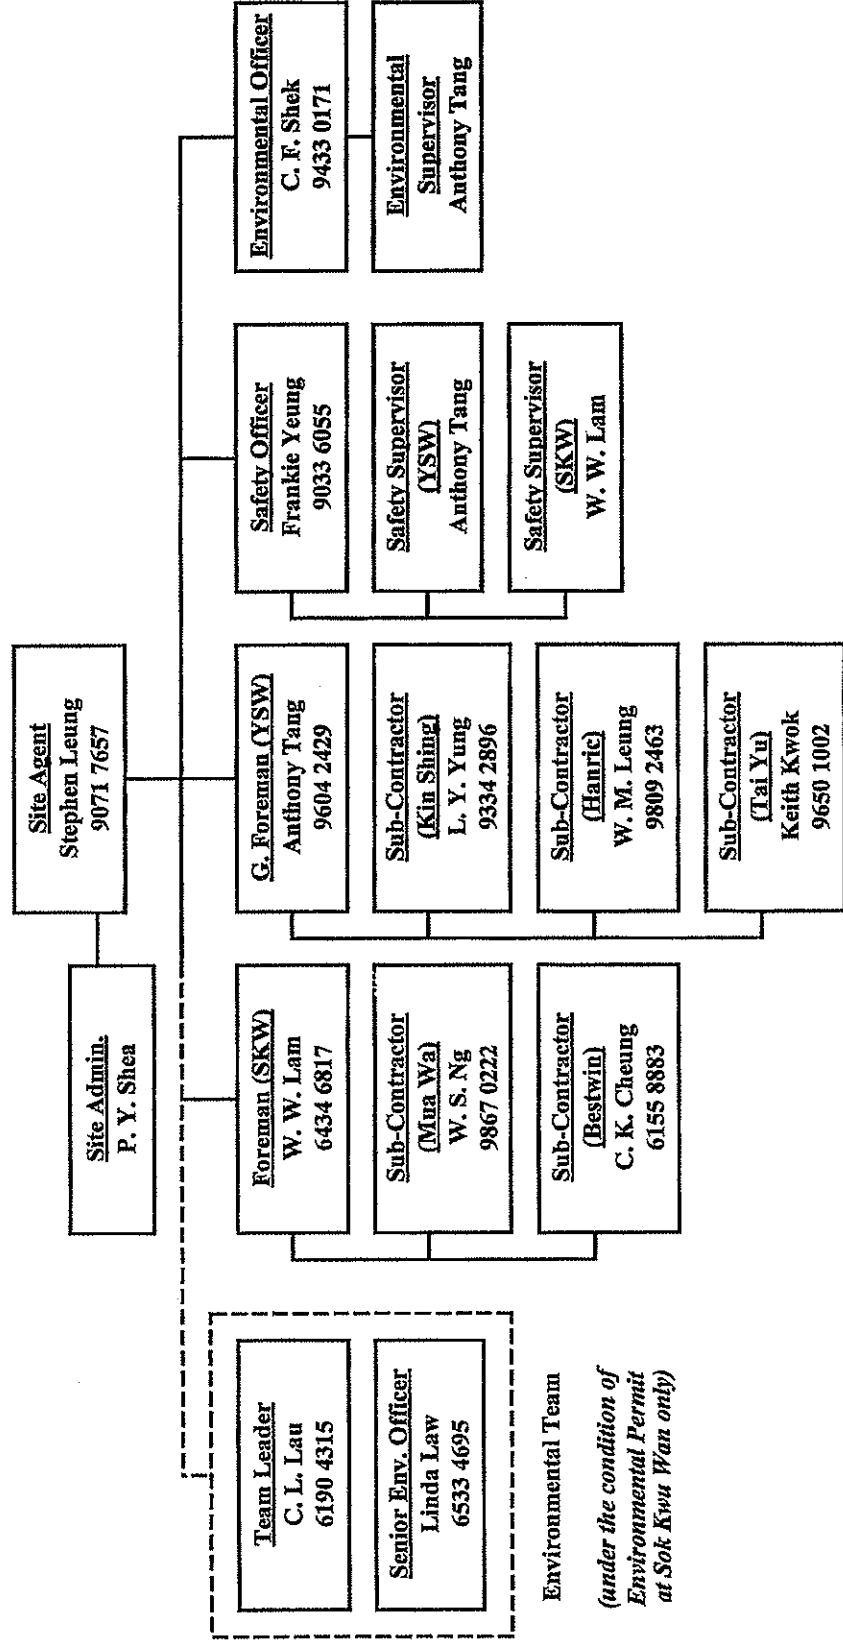 Site Agent
Stephen Leung
9071 7657
Site Admin.
P. Y. Shea
Team Leader
C. L. Lau
6190 4315
Senior Env. Officer
Linda Law
6533 4695
Environmental Team
(under the condition of
Environmental Permit
at Sok Kwu Wan only)
Foreman (SKW)
W. W. Lam
6434 6817
Sub-Contractor
(Mua Wa)
W. S. Ng
9867 0222
Sub-Contractor
(Bestwin)
C. K. Cheung
6155 8883
G. Foreman (YSW)
Anthony Tang
9604 2429
Sub-Contractor
(Kin Shing)
L. Y. Yung
9334 2896
Sub-Contractor
(Hanric)
W. M. Leung
9809 2463
Sub-Contractor
(Tai Yu)
Keith Kwok
9650 1002
Safety Officer
Frankie Yeung
9033 6055
Safety Supervisor
(YSW)
Anthony Tang
Safety Supervisor
(SKW)
W. W. Lam
Environmental Officer
C. F. Shek
9433 0171
Environmental
Supervisor
Anthony Tang